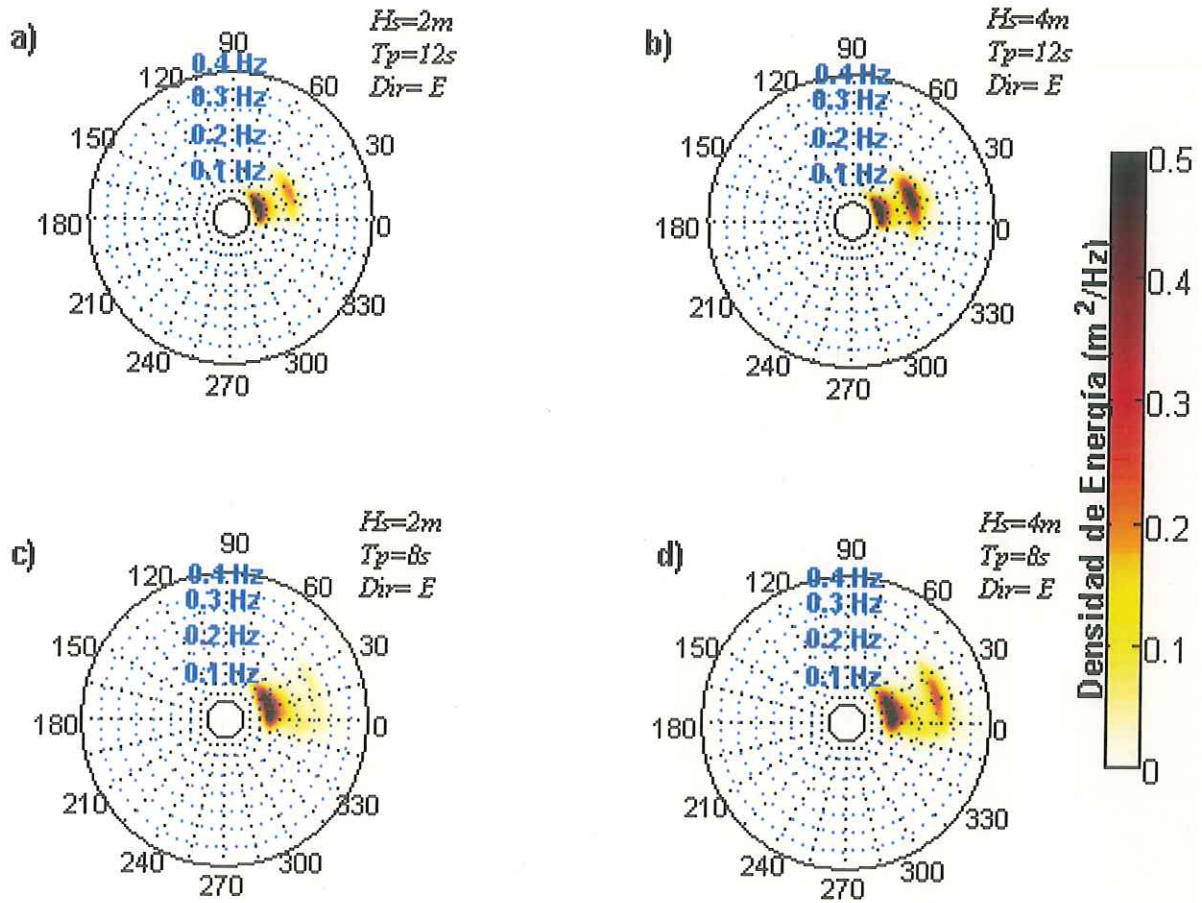 a)
Hs=2m
Tp=12s
Dir= E
90
0.4 Hz
0.3 Hz
0.2 Hz
0.1 Hz
120
60
150
30
180
0
210
330
240
300
270
b)
Hs=4m
Tp=12s
Dir= E
90
0.4 Hz
0.3 Hz
0.2 Hz
0.1 Hz
120
60
150
30
180
0
210
330
240
300
270
c)
Hs=2m
Tp=8s
Dir= E
90
0.4 Hz
0.3 Hz
0.2 Hz
0.1 Hz
120
60
150
30
180
0
210
330
240
300
270
d)
Hs=4m
Tp=8s
Dir= E
90
0.4 Hz
0.3 Hz
0.2 Hz
0.1 Hz
120
60
150
30
180
0
210
330
240
300
270
Densidad de Energía (m²/Hz)
0.5
0.4
0.3
0.2
0.1
0